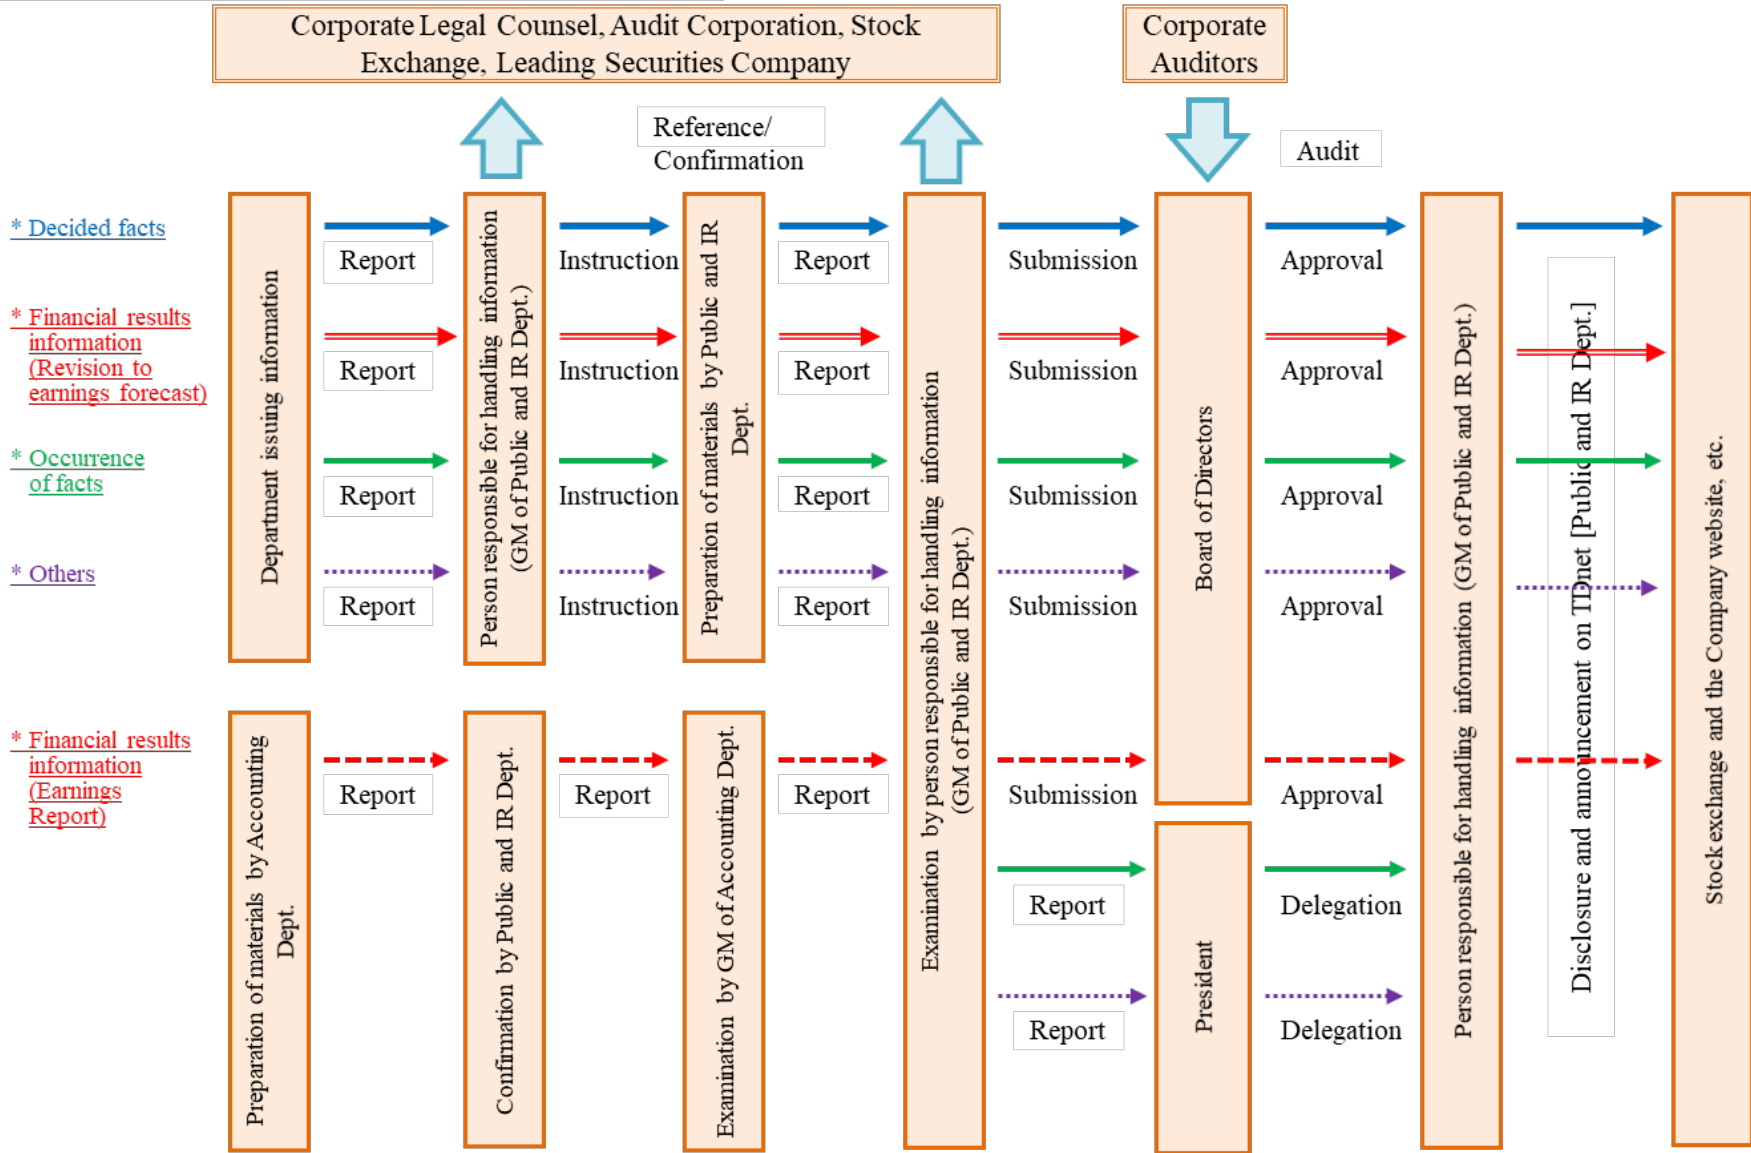 Corporate Legal Counsel, Audit Corporation, Stock
Exchange, Leading Securities Company
Corporate
Auditors
Reference/
Confirmation
Audit
* Decided facts
* Financial results
information
(Revision to
earnings forecast)
* Occurrence
of facts
* Others
* Financial results
information
(Earnings
Report)
Department issuing information
Report
Report
Report
Report
Person responsible for handling information
(GM of Public and IR Dept.)
Instruction
Instruction
Instruction
Instruction
Preparation of materials by Public and IR
Dept.
Report
Report
Report
Report
Preparation of materials by Accounting
Dept.
Report
Confirmation by Public and IR Dept.
Report
Examination by GM of Accounting Dept.
Report
Examination by person responsible for handling information
(GM of Public and IR Dept.)
Submission
Submission
Submission
Submission
Submission
Report
Report
Board of Directors
President
Approval
Approval
Approval
Approval
Approval
Delegation
Delegation
Person responsible for handling information (GM of Public and IR Dept.)
Disclosure and announcement on TDnet [Public and IR Dept.]
Stock exchange and the Company website, etc.